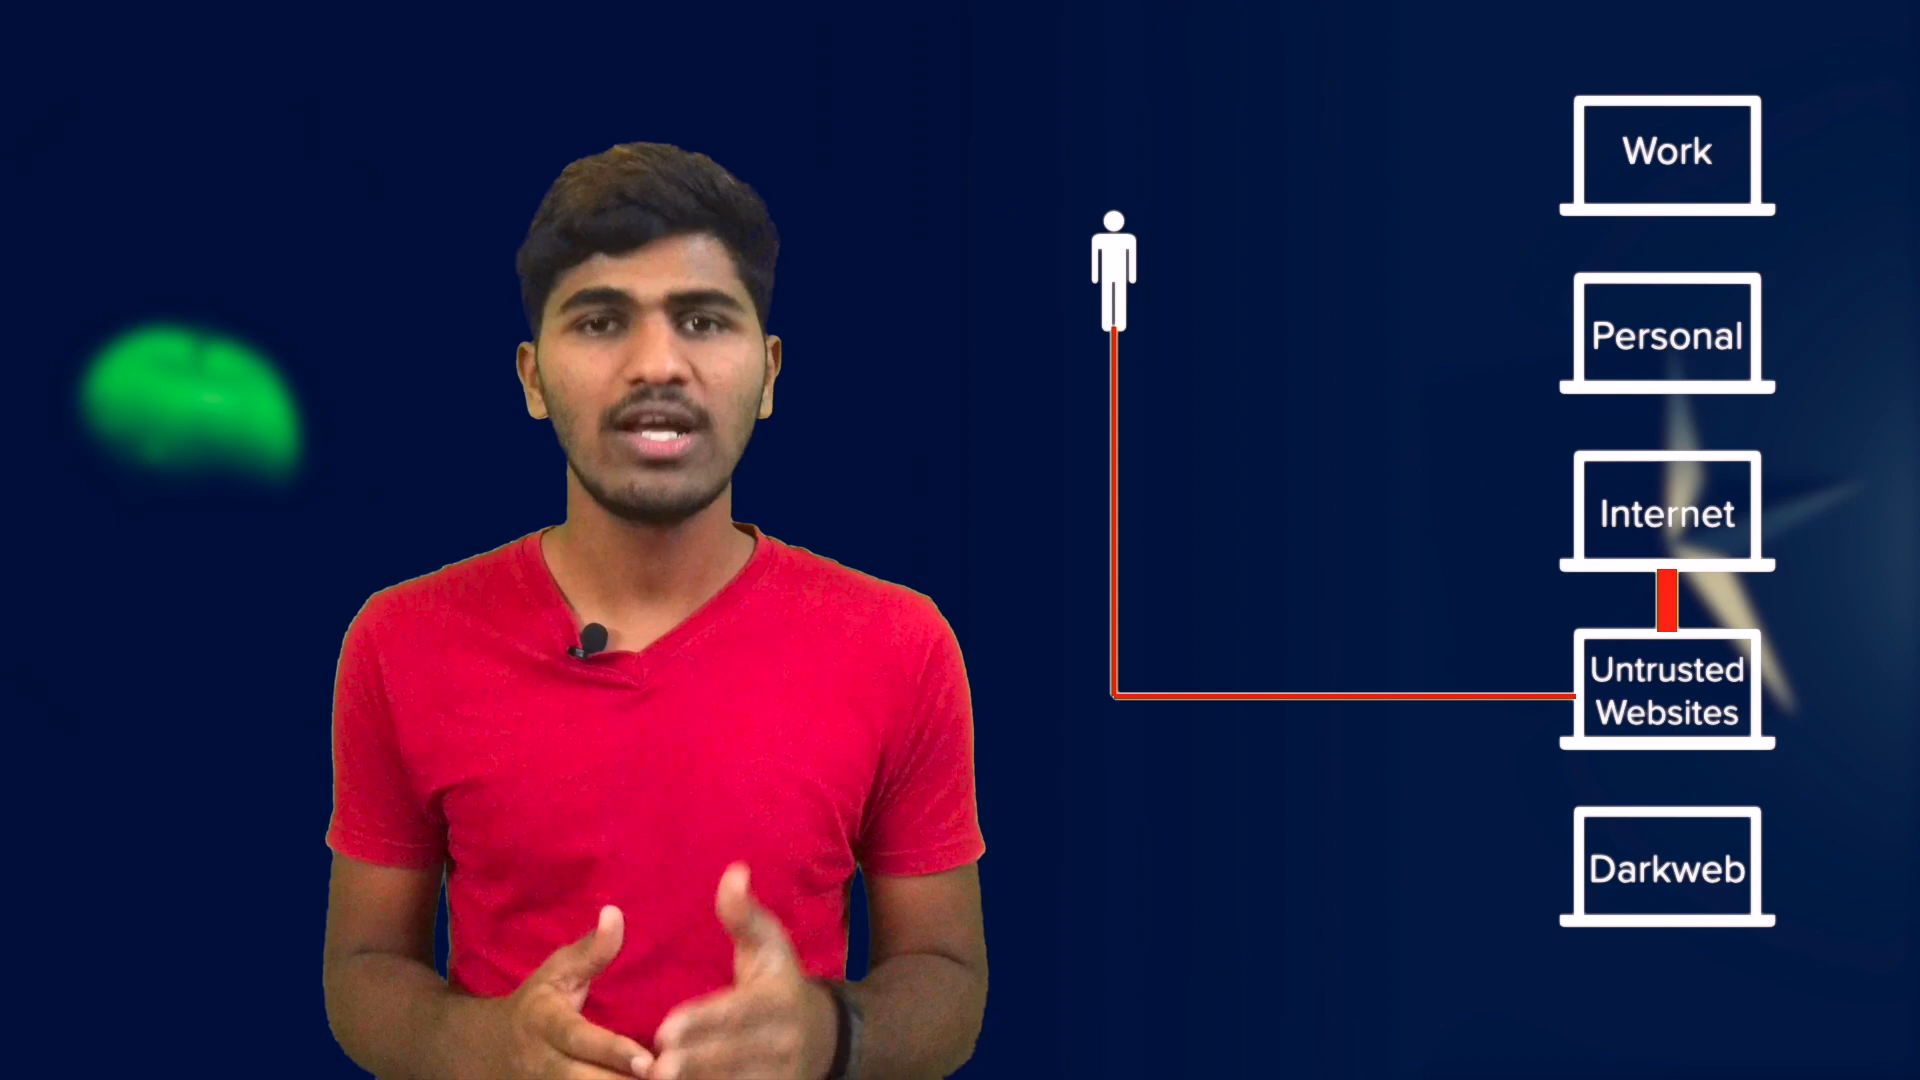 Work
Personal
Internet
Untrusted
Websites
Darkweb